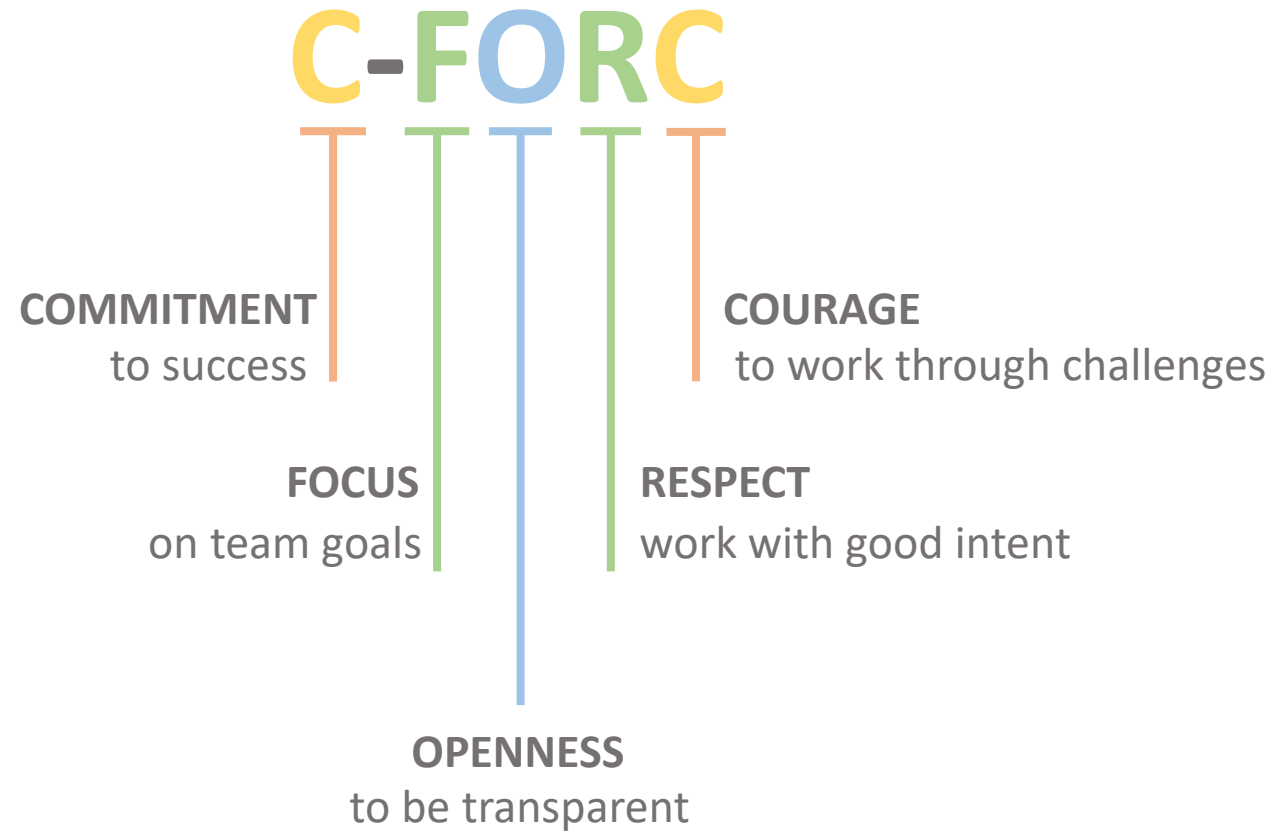 C-FORC
COMMITMENT
to success
FOCUS
on team goals
OPENNESS
to be transparent
RESPECT
work with good intent
COURAGE
to work through challenges